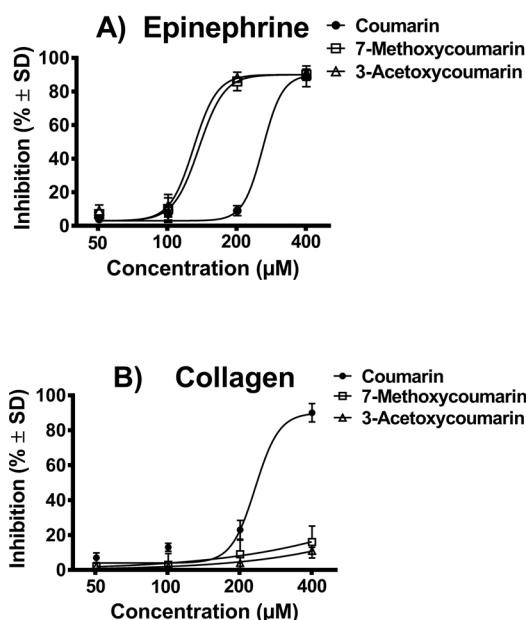 A) Epinephrine
Coumarin
7-Methoxycoumarin
3-Acetoxycoumarin
Inhibition (% ± SD)
100
80
60
40
20
0
50 100 200 400
Concentration (µM)
B) Collagen
Coumarin
7-Methoxycoumarin
3-Acetoxycoumarin
Inhibition (% ± SD)
100
80
60
40
20
0
50 100 200 400
Concentration (µM)